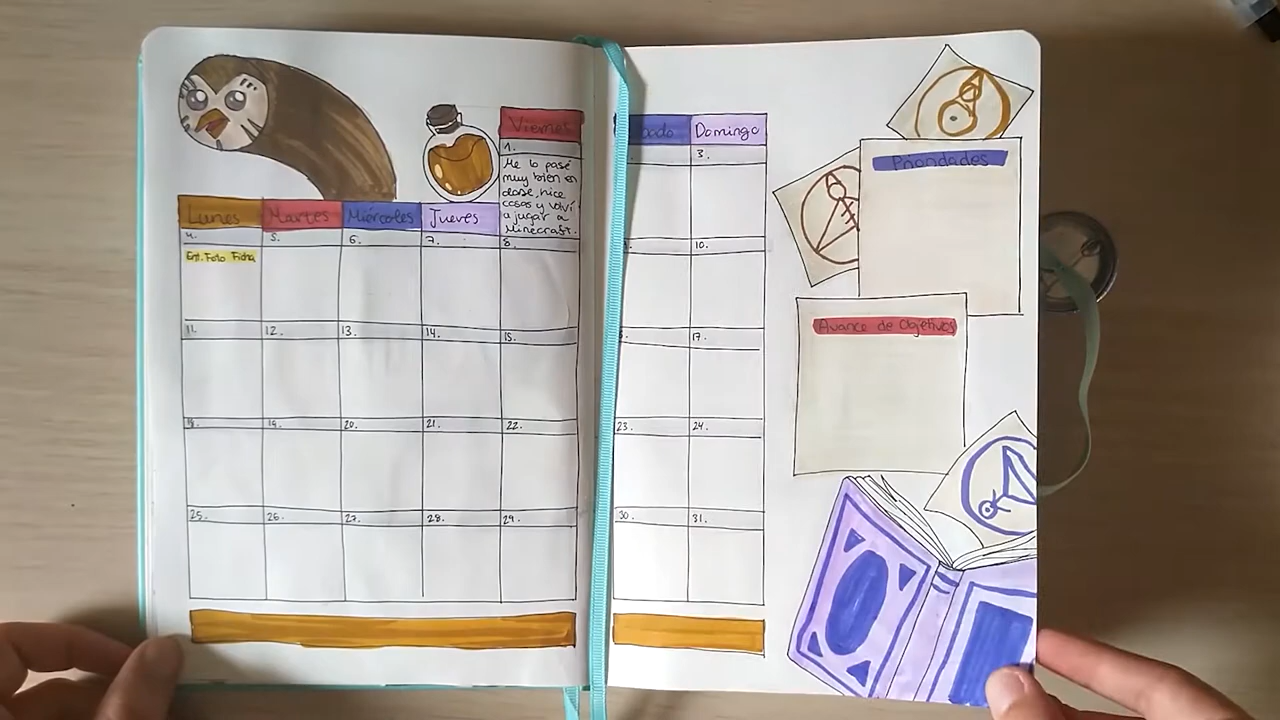 Viernes
1.
Me lo pasé
muy bien en
clase, hice
cosas y volví
a jugar a
Minecraft.
Lunes Martes Miércoles Jueves
4. 5. 6. 7. 8.
Ent. Foto Ficha
11. 12. 13. 14. 15.
18. 19. 20. 21. 22.
25. 26. 27. 28. 29.
Domingo
3.
10.
17.
23. 24.
30. 31.
Prioridades
Avance de Objetivos